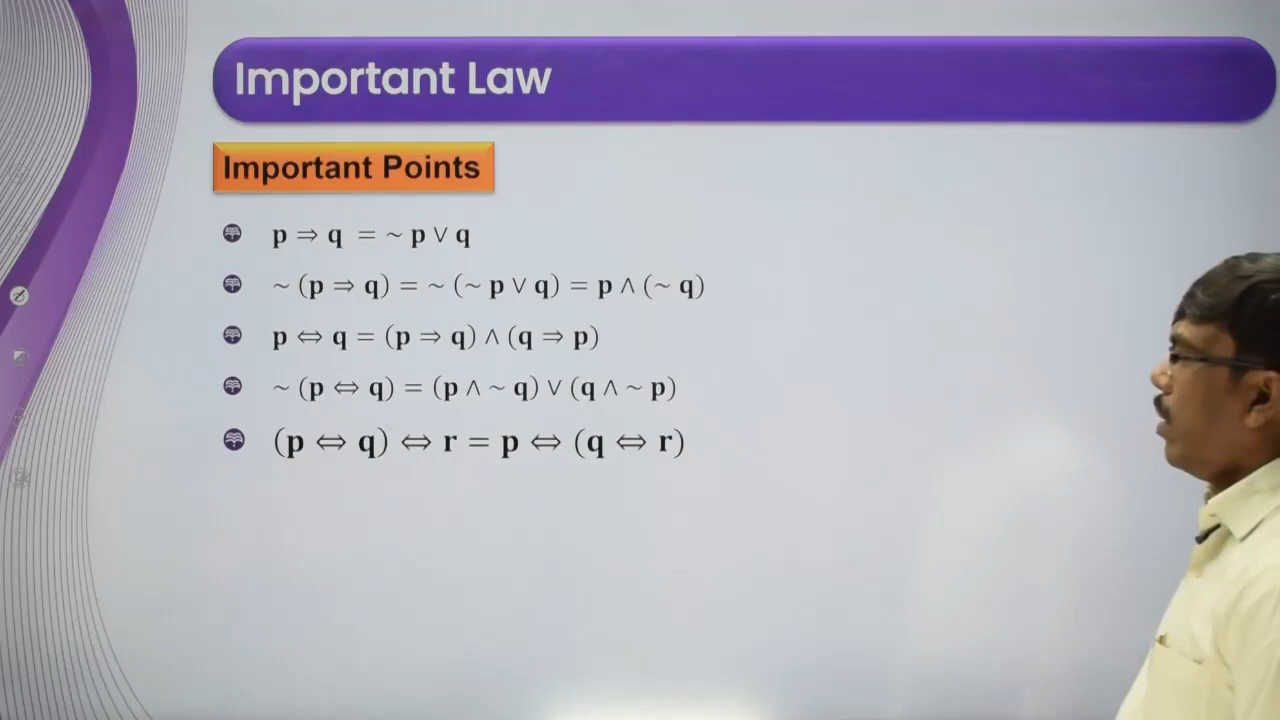 Important Law
Important Points
p ⇒ q = ~ p ∨ q
~ (p ⇒ q) = ~ (~ p ∨ q) = p ∧ (~ q)
p ⇔ q = (p ⇒ q) ∧ (q ⇒ p)
~ (p ⇔ q) = (p ∧ ~ q) ∨ (q ∧ ~ p)
(p ⇔ q) ⇔ r = p ⇔ (q ⇔ r)